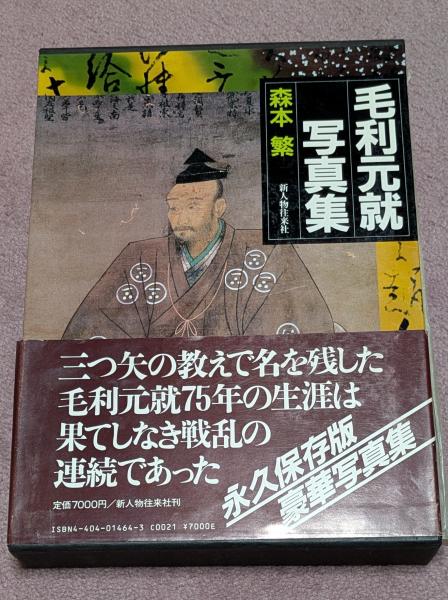 毛利元就
写真集
森本 繁
新人物往来社
三つ矢の教えで名を残した
毛利元就75年の生涯は
果てしなき戦乱の
連続であった
永久保存版
豪華写真集
定価7000円/新人物往来社刊
ISBN4-404-01464-3 C0021 ¥7000E